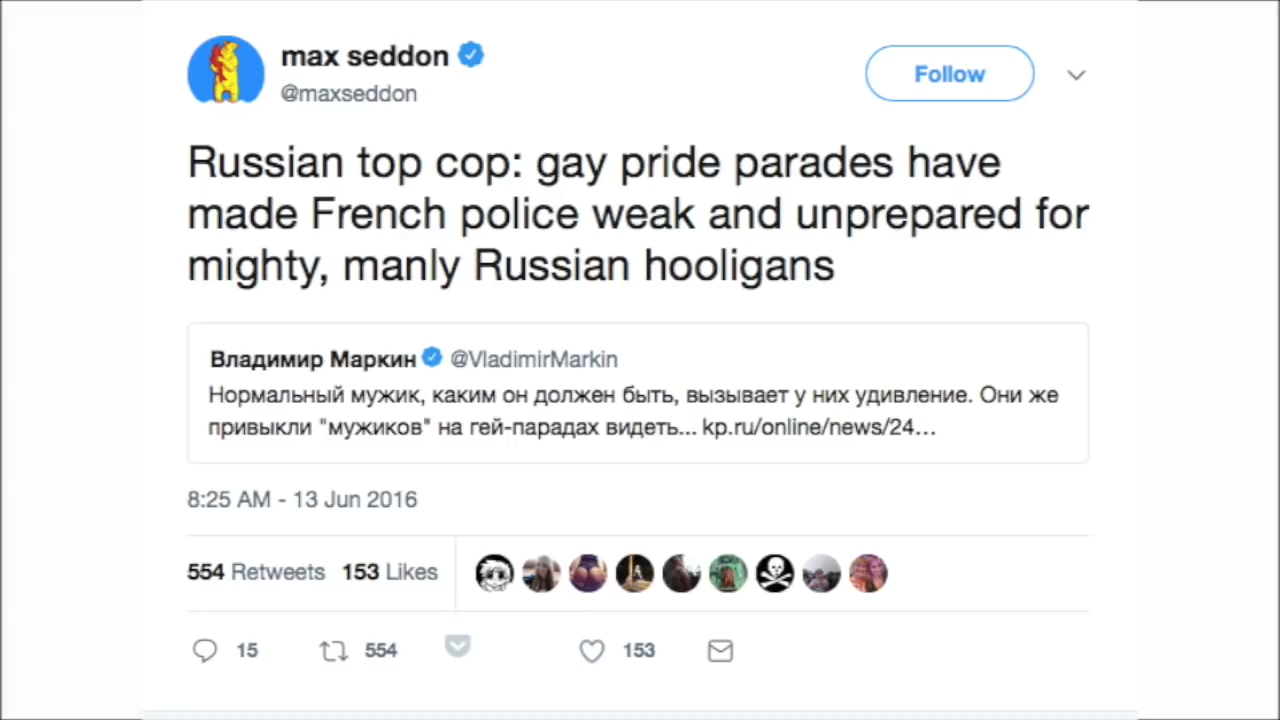 max seddon
@maxseddon
Follow
Russian top cop: gay pride parades have
made French police weak and unprepared for
mighty, manly Russian hooligans
Владимир Маркин @VladimirMarkin
Нормальный мужик, каким он должен быть, вызывает у них удивление. Они же
привыкли "мужиков" на гей-парадах видеть... kp.ru/online/news/24...
8:25 AM - 13 Jun 2016
554 Retweets 153 Likes
15 554 153